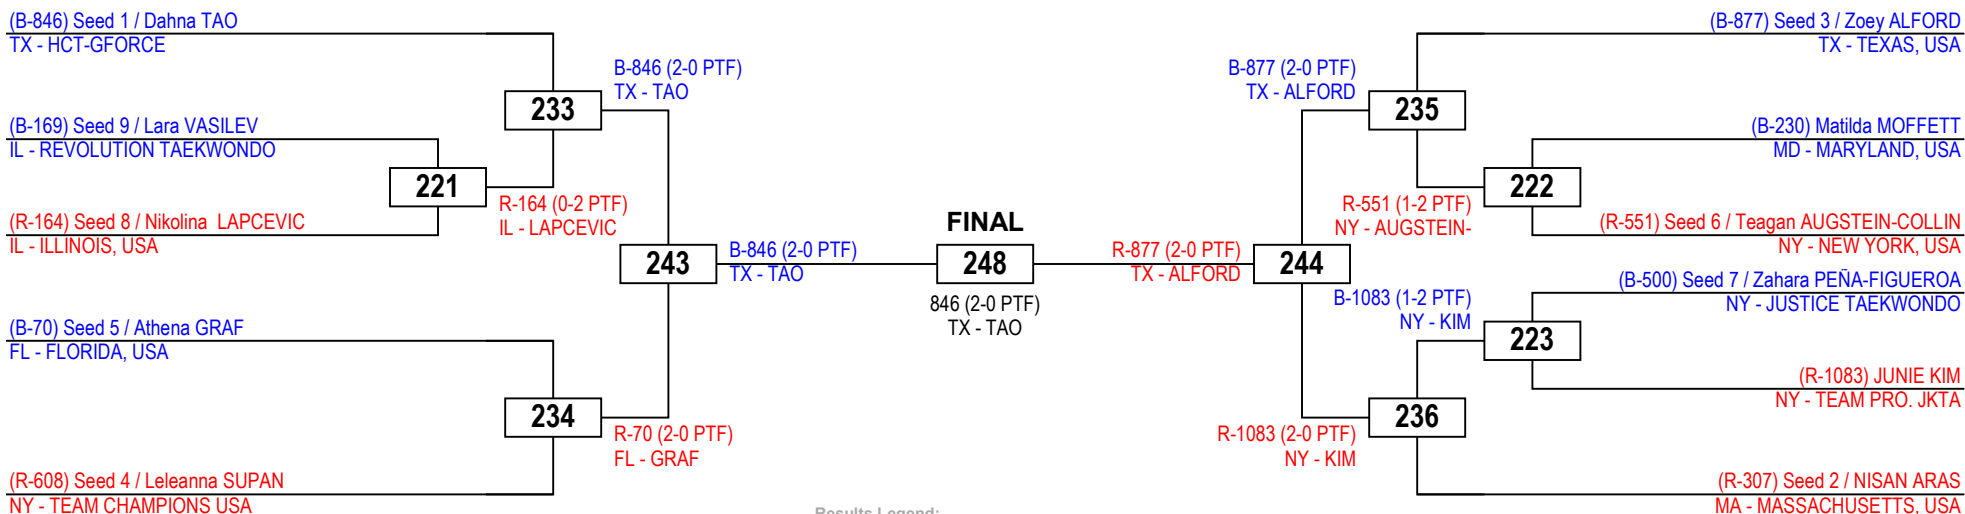 (B-846) Seed 1 / Dahna TAO
TX - HCT-GFORCE
(B-169) Seed 9 / Lara VASILEV
IL - REVOLUTION TAEKWONDO
(R-164) Seed 8 / Nikolina  LAPCEVIC
IL - ILLINOIS, USA
(B-70) Seed 5 / Athena GRAF
FL - FLORIDA, USA
(R-608) Seed 4 / Leleanna SUPAN
NY - TEAM CHAMPIONS USA
221
R-164 (0-2 PTF)
IL - LAPCEVIC
233
B-846 (2-0 PTF)
TX - TAO
234
R-70 (2-0 PTF)
FL - GRAF
243
B-846 (2-0 PTF)
TX - TAO
FINAL
248
846 (2-0 PTF)
TX - TAO
R-877 (2-0 PTF)
TX - ALFORD
244
B-877 (2-0 PTF)
TX - ALFORD
235
R-551 (1-2 PTF)
NY - AUGSTEIN-
222
B-1083 (1-2 PTF)
NY - KIM
223
R-1083 (2-0 PTF)
NY - KIM
236
(B-877) Seed 3 / Zoey ALFORD
TX - TEXAS, USA
(B-230) Matilda MOFFETT
MD - MARYLAND, USA
(R-551) Seed 6 / Teagan AUGSTEIN-COLLIN
NY - NEW YORK, USA
(B-500) Seed 7 / Zahara PEÑA-FIGUEROA
NY - JUSTICE TAEKWONDO
(R-1083) JUNIE KIM
NY - TEAM PRO. JKTA
(R-307) Seed 2 / NISAN ARAS
MA - MASSACHUSETTS, USA
Results Legend: